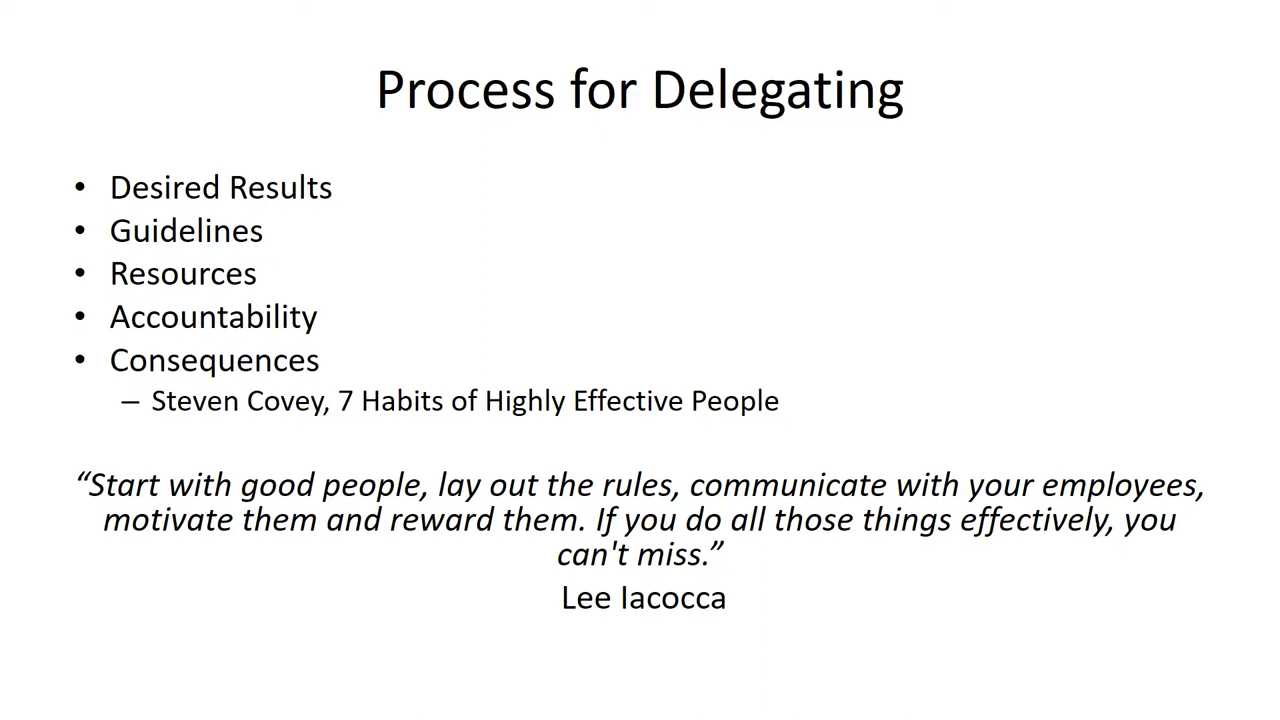 Process for Delegating
• Desired Results
• Guidelines
• Resources
• Accountability
• Consequences
– Steven Covey, 7 Habits of Highly Effective People
“Start with good people, lay out the rules, communicate with your employees,
motivate them and reward them. If you do all those things effectively, you
can't miss.”
Lee Iacocca